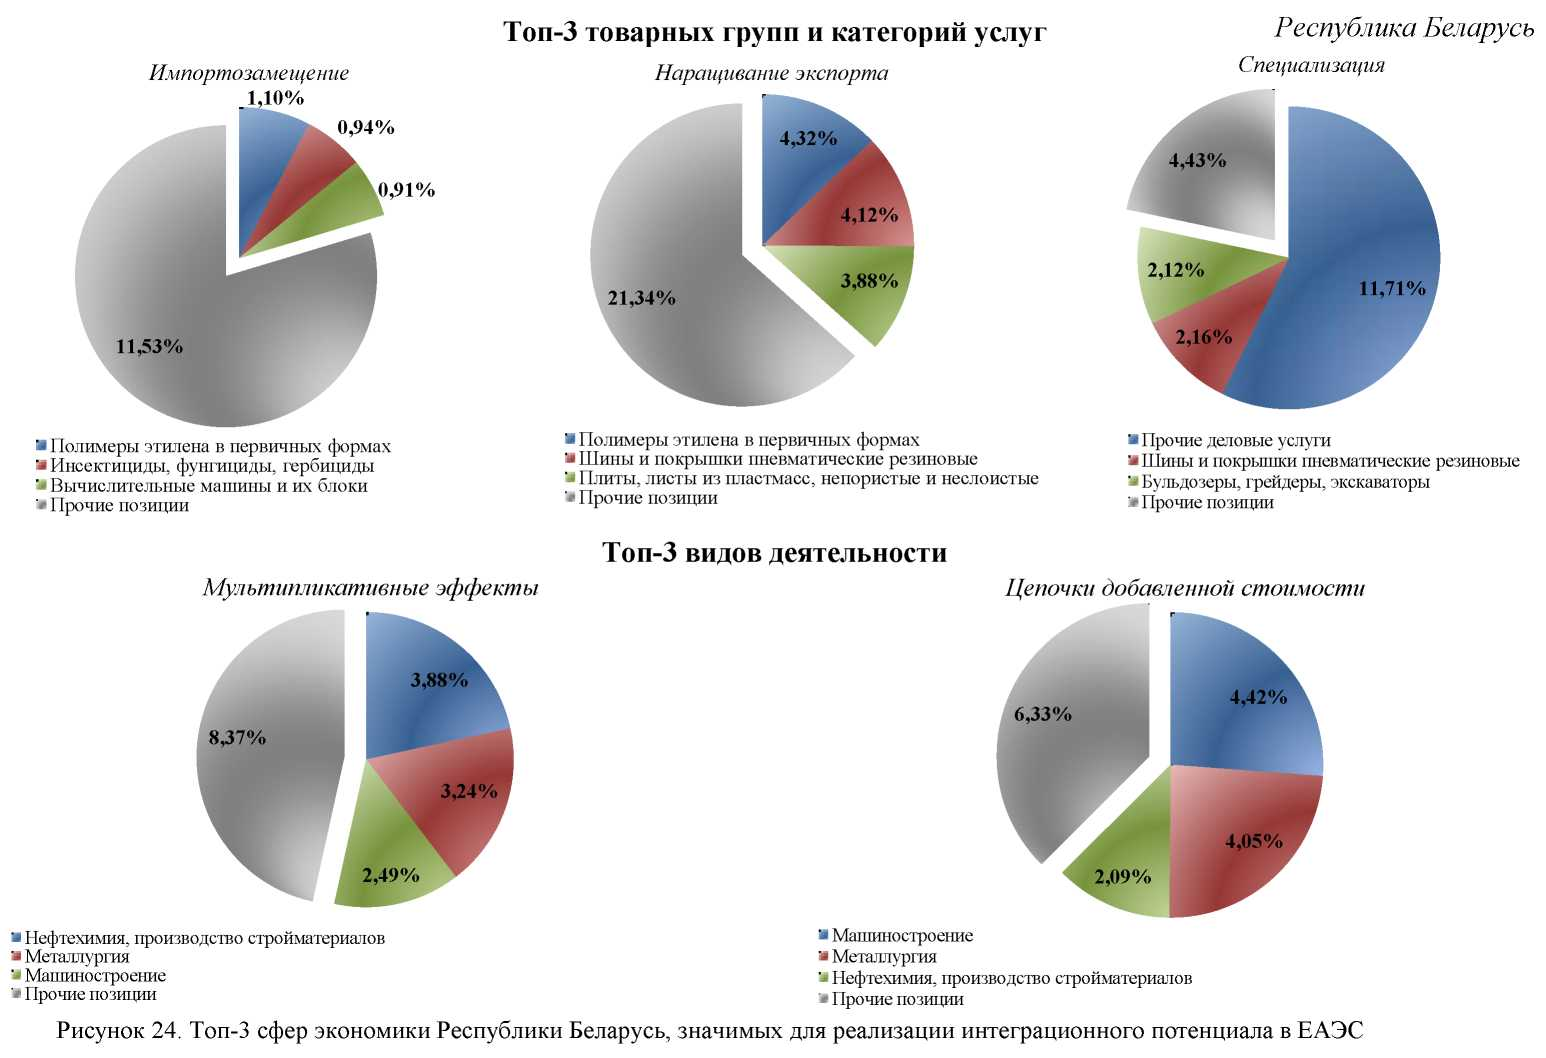 Топ-3 товарных групп и категорий услуг
Республика Беларусь
Импортозамещение
1,10%
0,94%
0,91%
11,53%
Полимеры этилена в первичных формах
Инсектициды, фунгициды, гербициды
Вычислительные машины и их блоки
Прочие позиции
Наращивание экспорта
4,32%
4,12%
3,88%
21,34%
Полимеры этилена в первичных формах
Шины и покрышки пневматические резиновые
Плиты, листы из пластмасс, непористые и неслоистые
Прочие позиции
Специализация
4,43%
11,71%
2,12%
2,16%
Прочие деловые услуги
Шины и покрышки пневматические резиновые
Бульдозеры, грейдеры, экскаваторы
Прочие позиции
Топ-3 видов деятельности
Мультипликативные эффекты
3,88%
8,37%
3,24%
2,49%
Нефтехимия, производство стройматериалов
Металлургия
Машиностроение
Прочие позиции
Цепочки добавленной стоимости
4,42%
6,33%
4,05%
2,09%
Машиностроение
Металлургия
Нефтехимия, производство стройматериалов
Прочие позиции
Рисунок 24. Топ-3 сфер экономики Республики Беларусь, значимых для реализации интеграционного потенциала в ЕАЭС